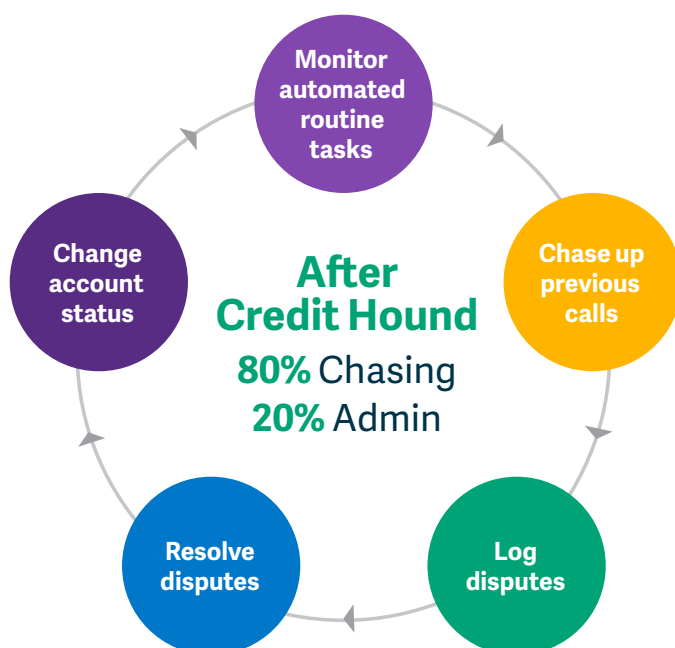 Monitor
automated
routine
tasks
Chase up
previous
calls
Log
disputes
Resolve
disputes
Change
account
status
After
Credit Hound
80% Chasing
20% Admin